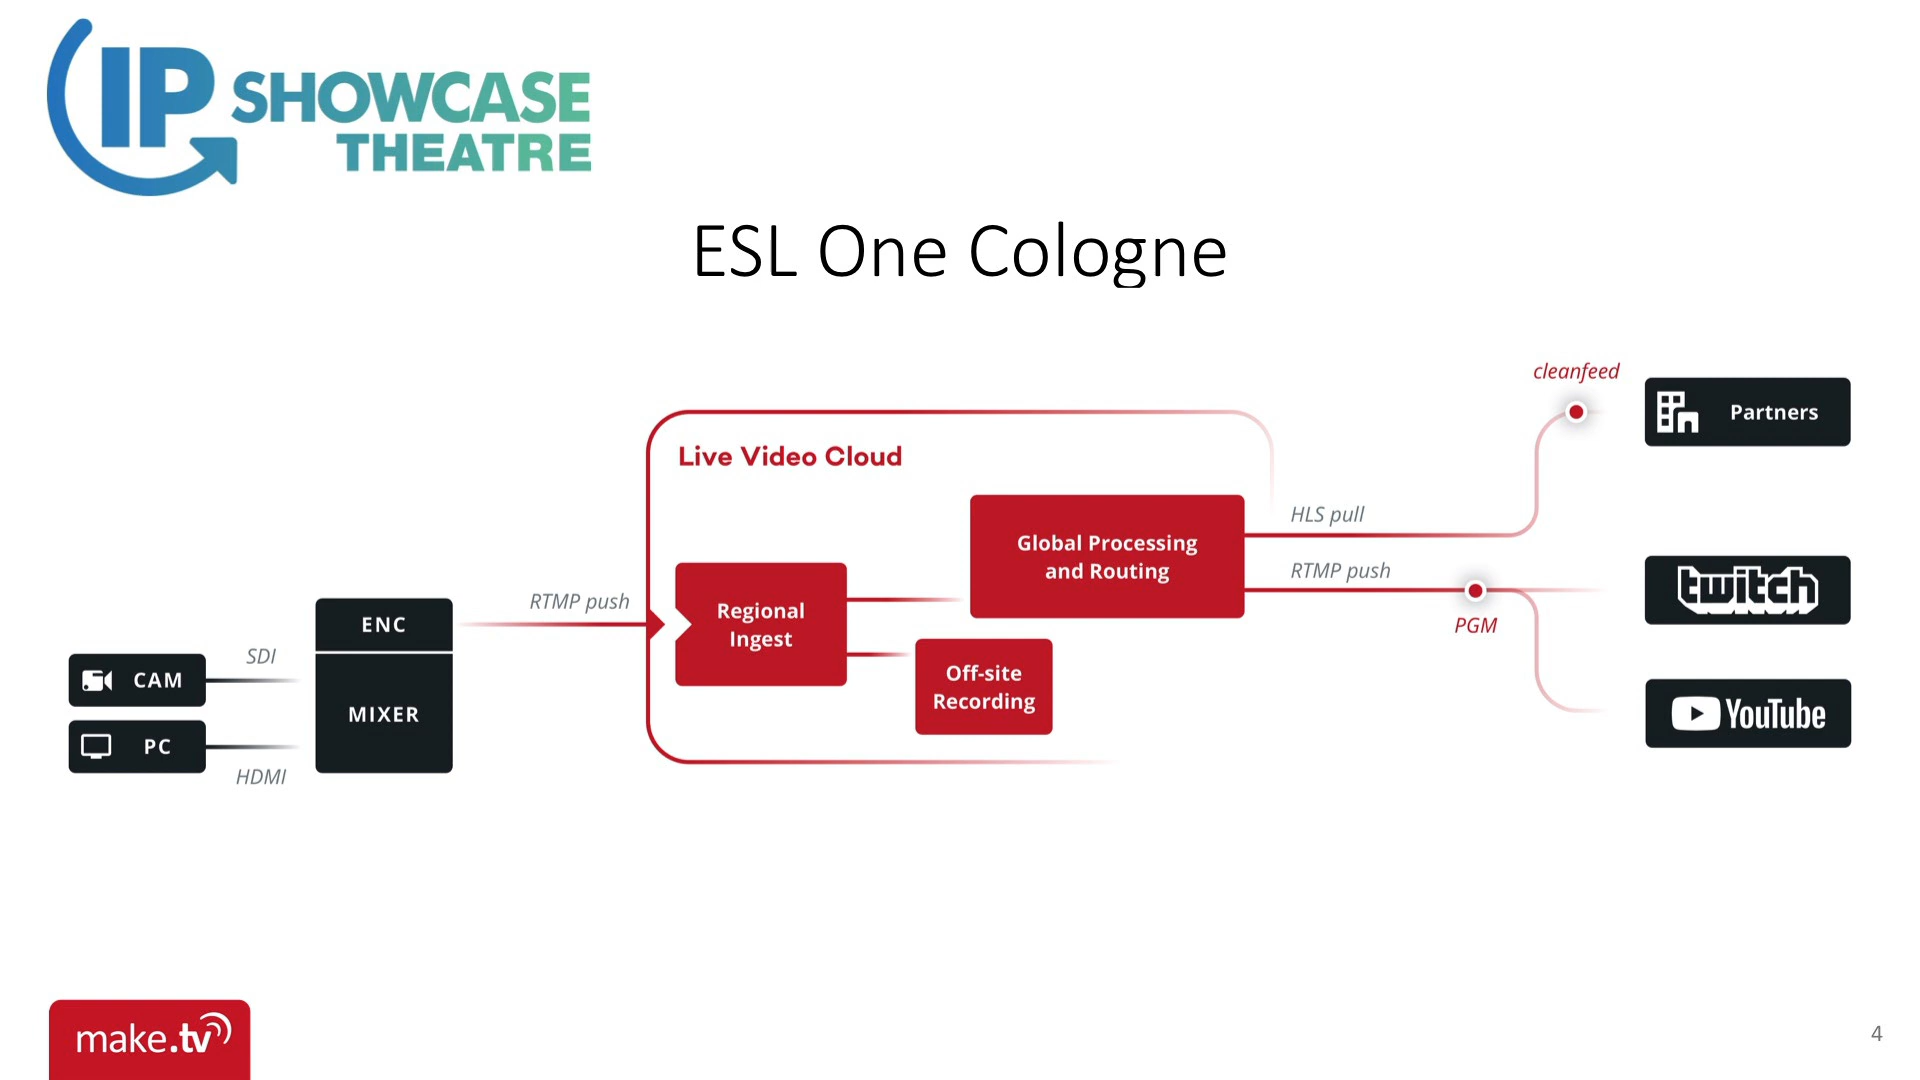 IP SHOWCASE
THEATRE
ESL One Cologne
cleanfeed
Partners
Live Video Cloud
HLS pull
Global Processing
and Routing
RTMP push
twitch
RTMP push
Regional
Ingest
PGM
ENC
SDI
CAM
MIXER
Off-site
Recording
YouTube
PC
HDMI
make.tv
4